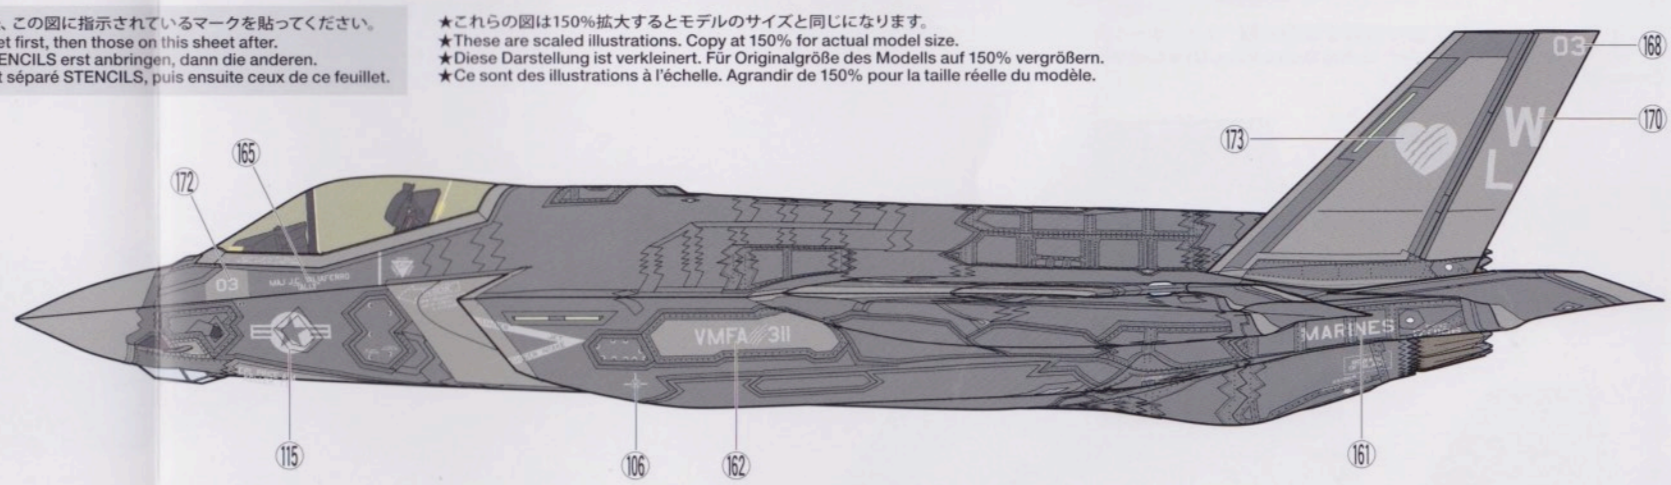 、この図に指示されているマークを貼ってください。
et first, then those on this sheet after.
ENCILS erst anbringen, dann die anderen.
t séparé STENCILS, puis ensuite ceux de ce feuillet.
★これらの図は150%拡大するとモデルのサイズと同じになります。
★These are scaled illustrations. Copy at 150% for actual model size.
★Diese Darstellung ist verkleinert. Für Originalgröße des Modells auf 150% vergrößern.
★Ce sont des illustrations à l'échelle. Agrandir de 150% pour la taille réelle du modèle.
03
168
W
170
173
L
165
172
03
MAJ J.C.
VMFA 311
MARINES
115
106
162
161